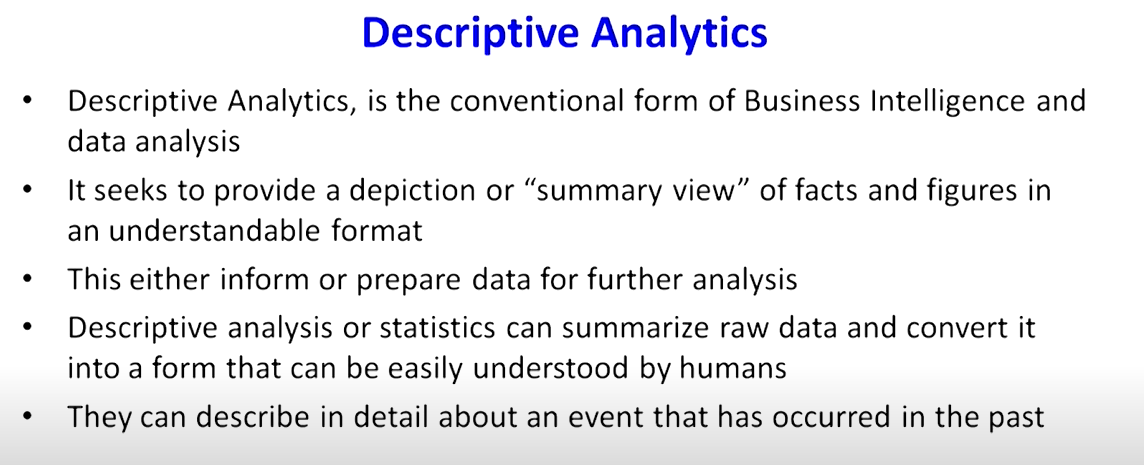 Descriptive Analytics
• Descriptive Analytics, is the conventional form of Business Intelligence and
data analysis
• It seeks to provide a depiction or “summary view” of facts and figures in
an understandable format
• This either inform or prepare data for further analysis
• Descriptive analysis or statistics can summarize raw data and convert it
into a form that can be easily understood by humans
• They can describe in detail about an event that has occurred in the past